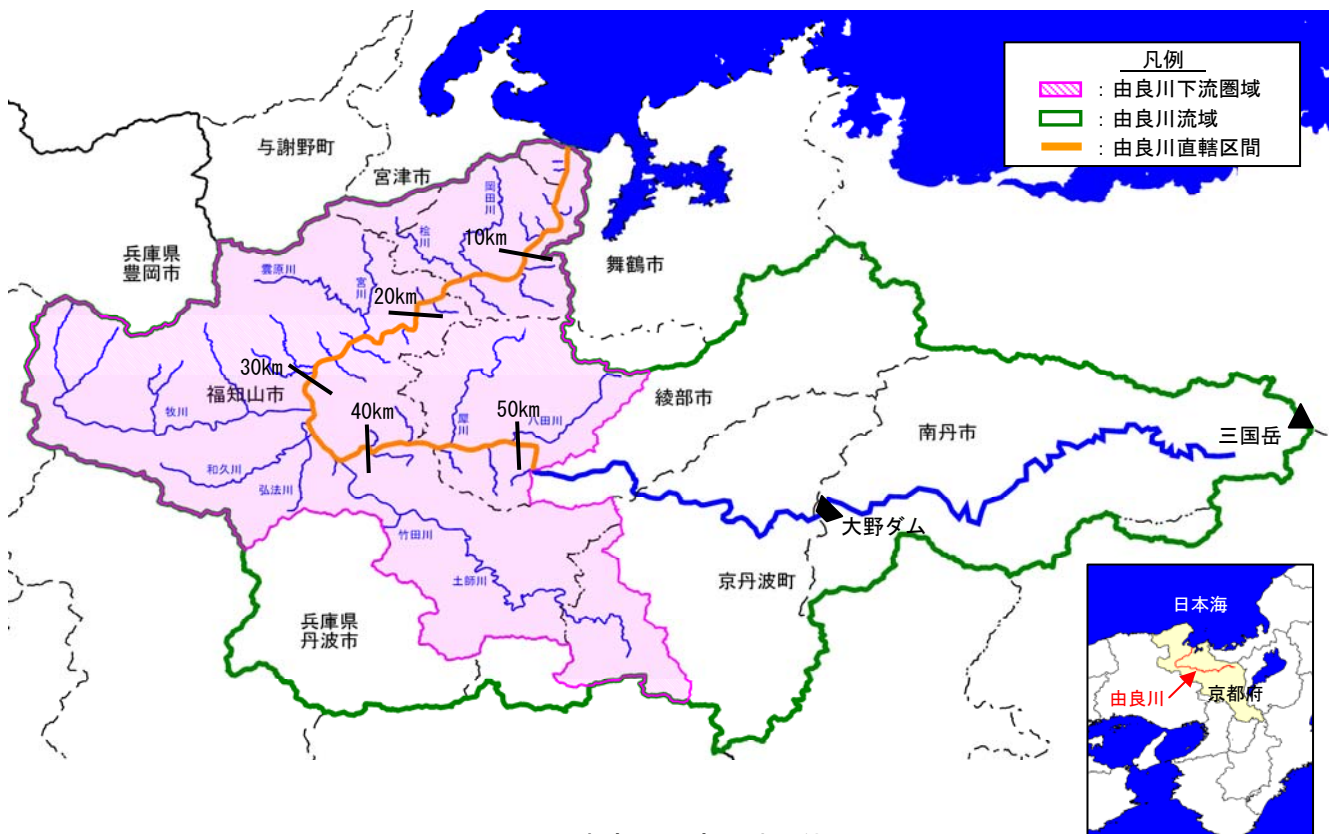 凡例
：由良川下流圏域
：由良川流域
：由良川直轄区間
与謝野町
宮津市
岡田川
桧川
10km
兵庫県
豊岡市
舞鶴市
雲原川
宮川
20km
30km
福知山市
牧川
40km
犀川
50km
八田川
綾部市
南丹市
三国岳
和久川
弘法川
大野ダム
竹田川
土師川
京丹波町
兵庫県
丹波市
日本海
由良川
京都府